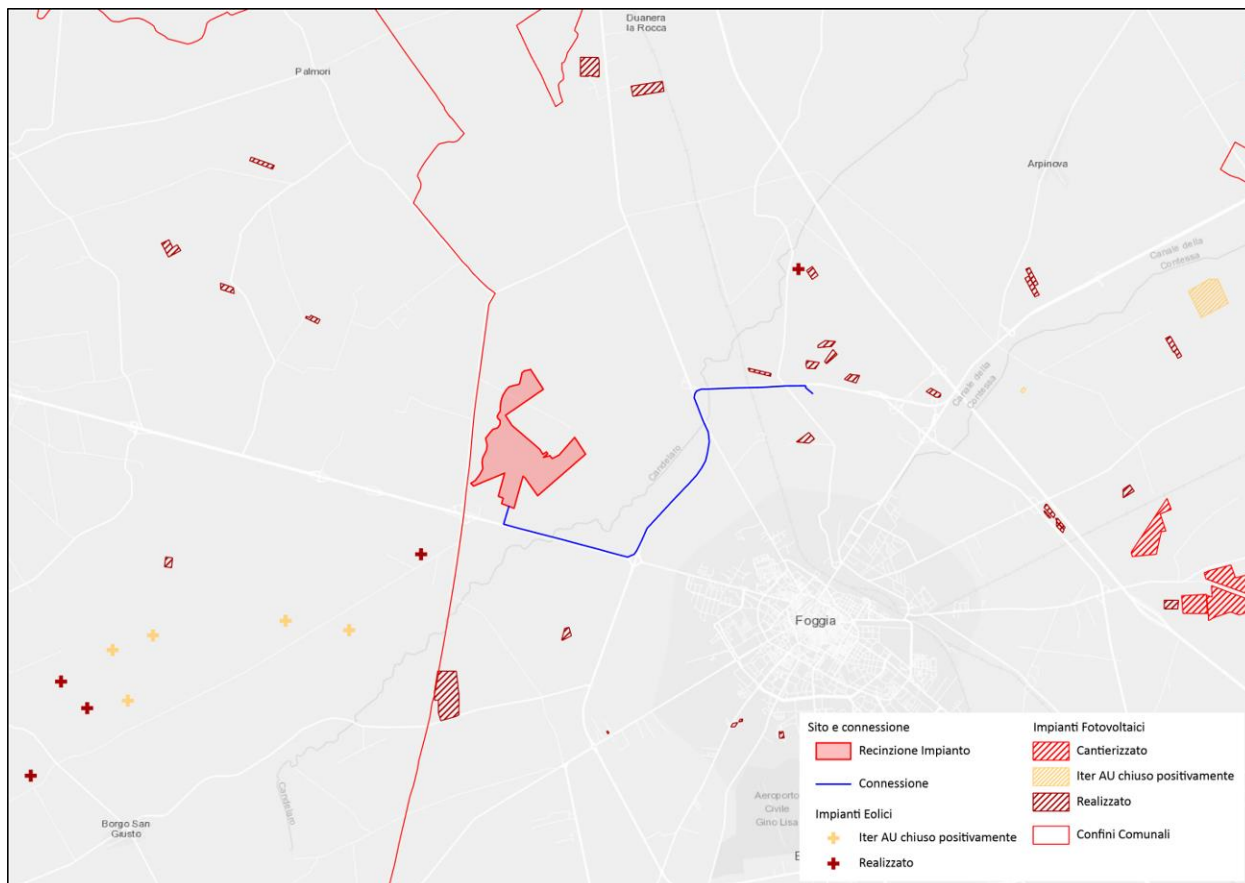 Duanera
la Rocca
Palmori
Arpinova
Canale della
Contessa
Canale della
Contessa
Candelaro
Foggia
Candelaro
Borgo San
Giusto
Aeroporto
Civile
Gino Lisa
Sito e connessione
Recinzione Impianto
Connessione
Impianti Eolici
Iter AU chiuso positivamente
Realizzato
Impianti Fotovoltaici
Cantierizzato
Iter AU chiuso positivamente
Realizzato
Confini Comunali